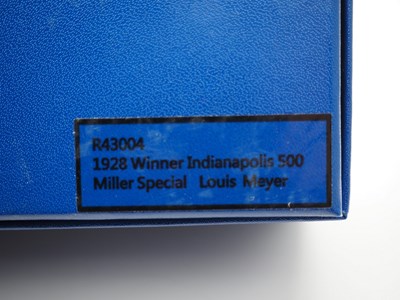 R43004
1928 Winner Indianapolis 500
Miller Special Louis Meyer